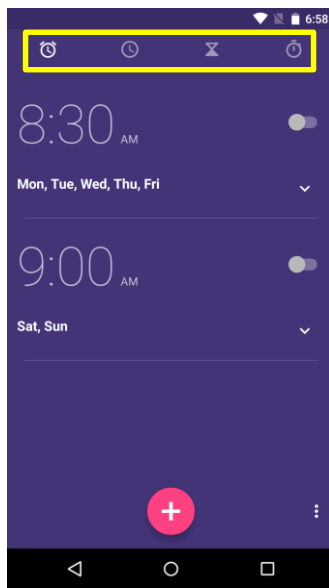 6:58
8:30 AM
Mon, Tue, Wed, Thu, Fri
9:00 AM
Sat, Sun